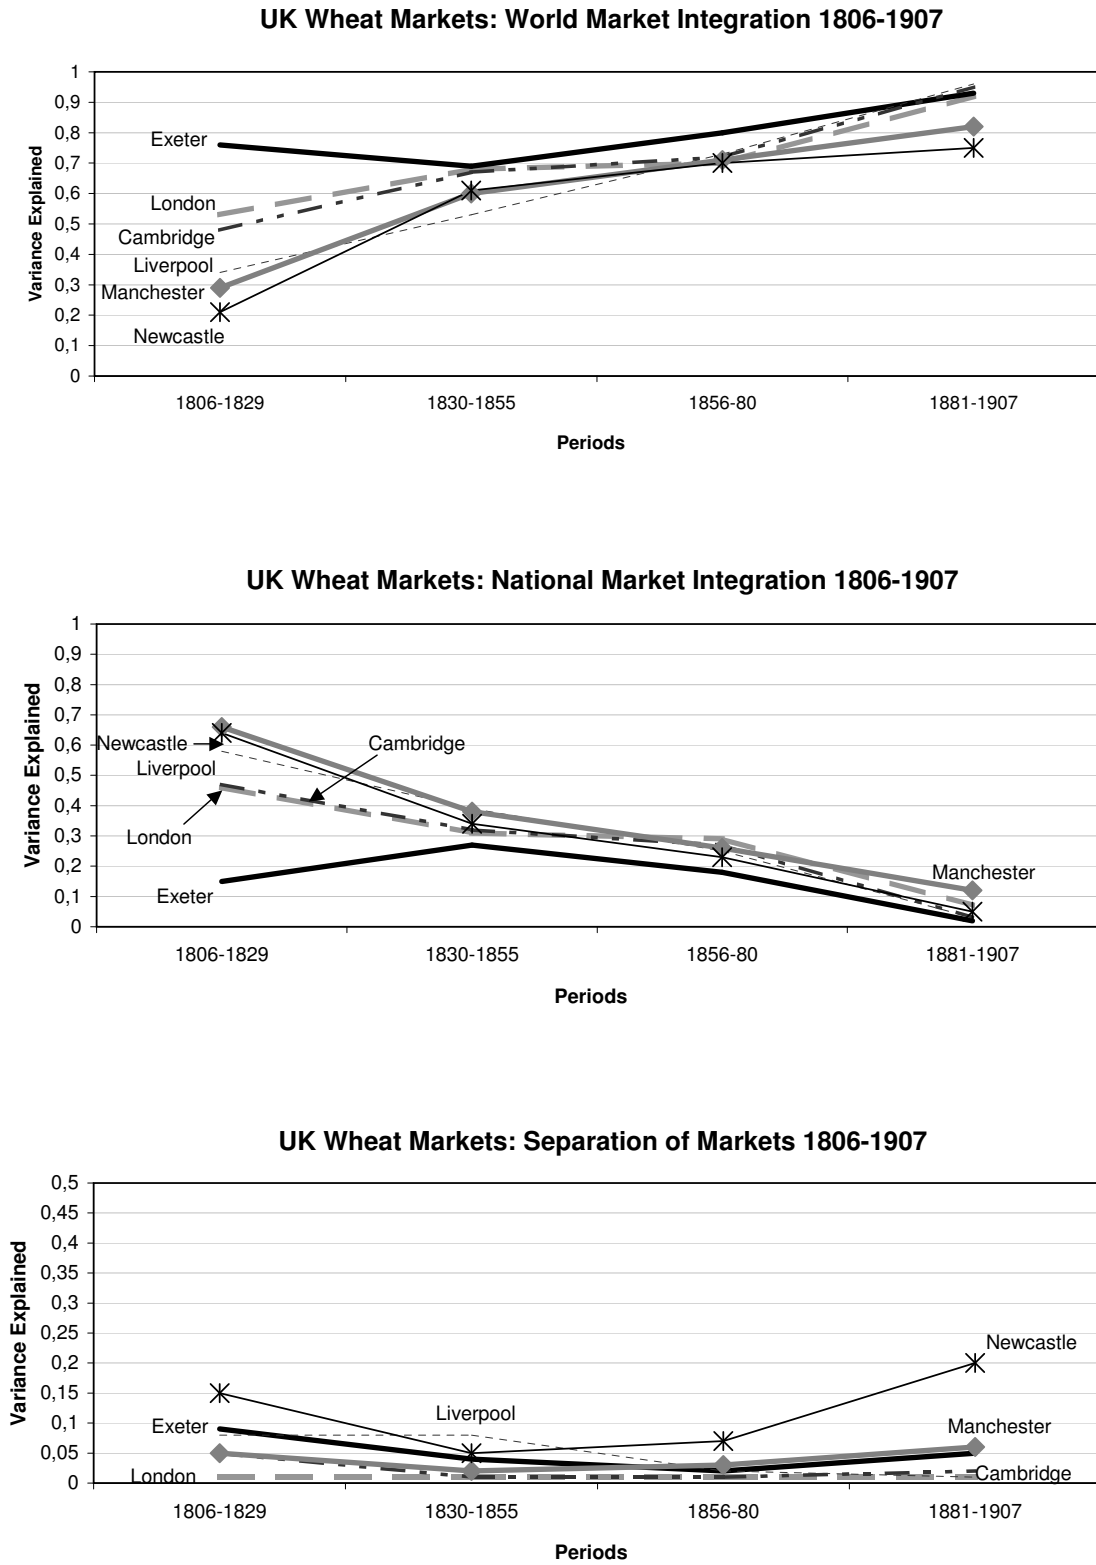 UK Wheat Markets: World Market Integration 1806-1907
1
0,9
0,8
0,7
0,6
0,5
0,4
0,3
0,2
0,1
0
Variance Explained
Exeter
London
Cambridge
Liverpool
Manchester
Newcastle
1806-1829 1830-1855 1856-80 1881-1907
Periods
UK Wheat Markets: National Market Integration 1806-1907
1
0,9
0,8
0,7
0,6
0,5
0,4
0,3
0,2
0,1
0
Variance Explained
Newcastle
Cambridge
Liverpool
London
Exeter
Manchester
1806-1829 1830-1855 1856-80 1881-1907
Periods
UK Wheat Markets: Separation of Markets 1806-1907
0,5
0,45
0,4
0,35
0,3
0,25
0,2
0,15
0,1
0,05
0
Variance Explained
Newcastle
Liverpool
Exeter
Manchester
London
Cambridge
1806-1829 1830-1855 1856-80 1881-1907
Periods